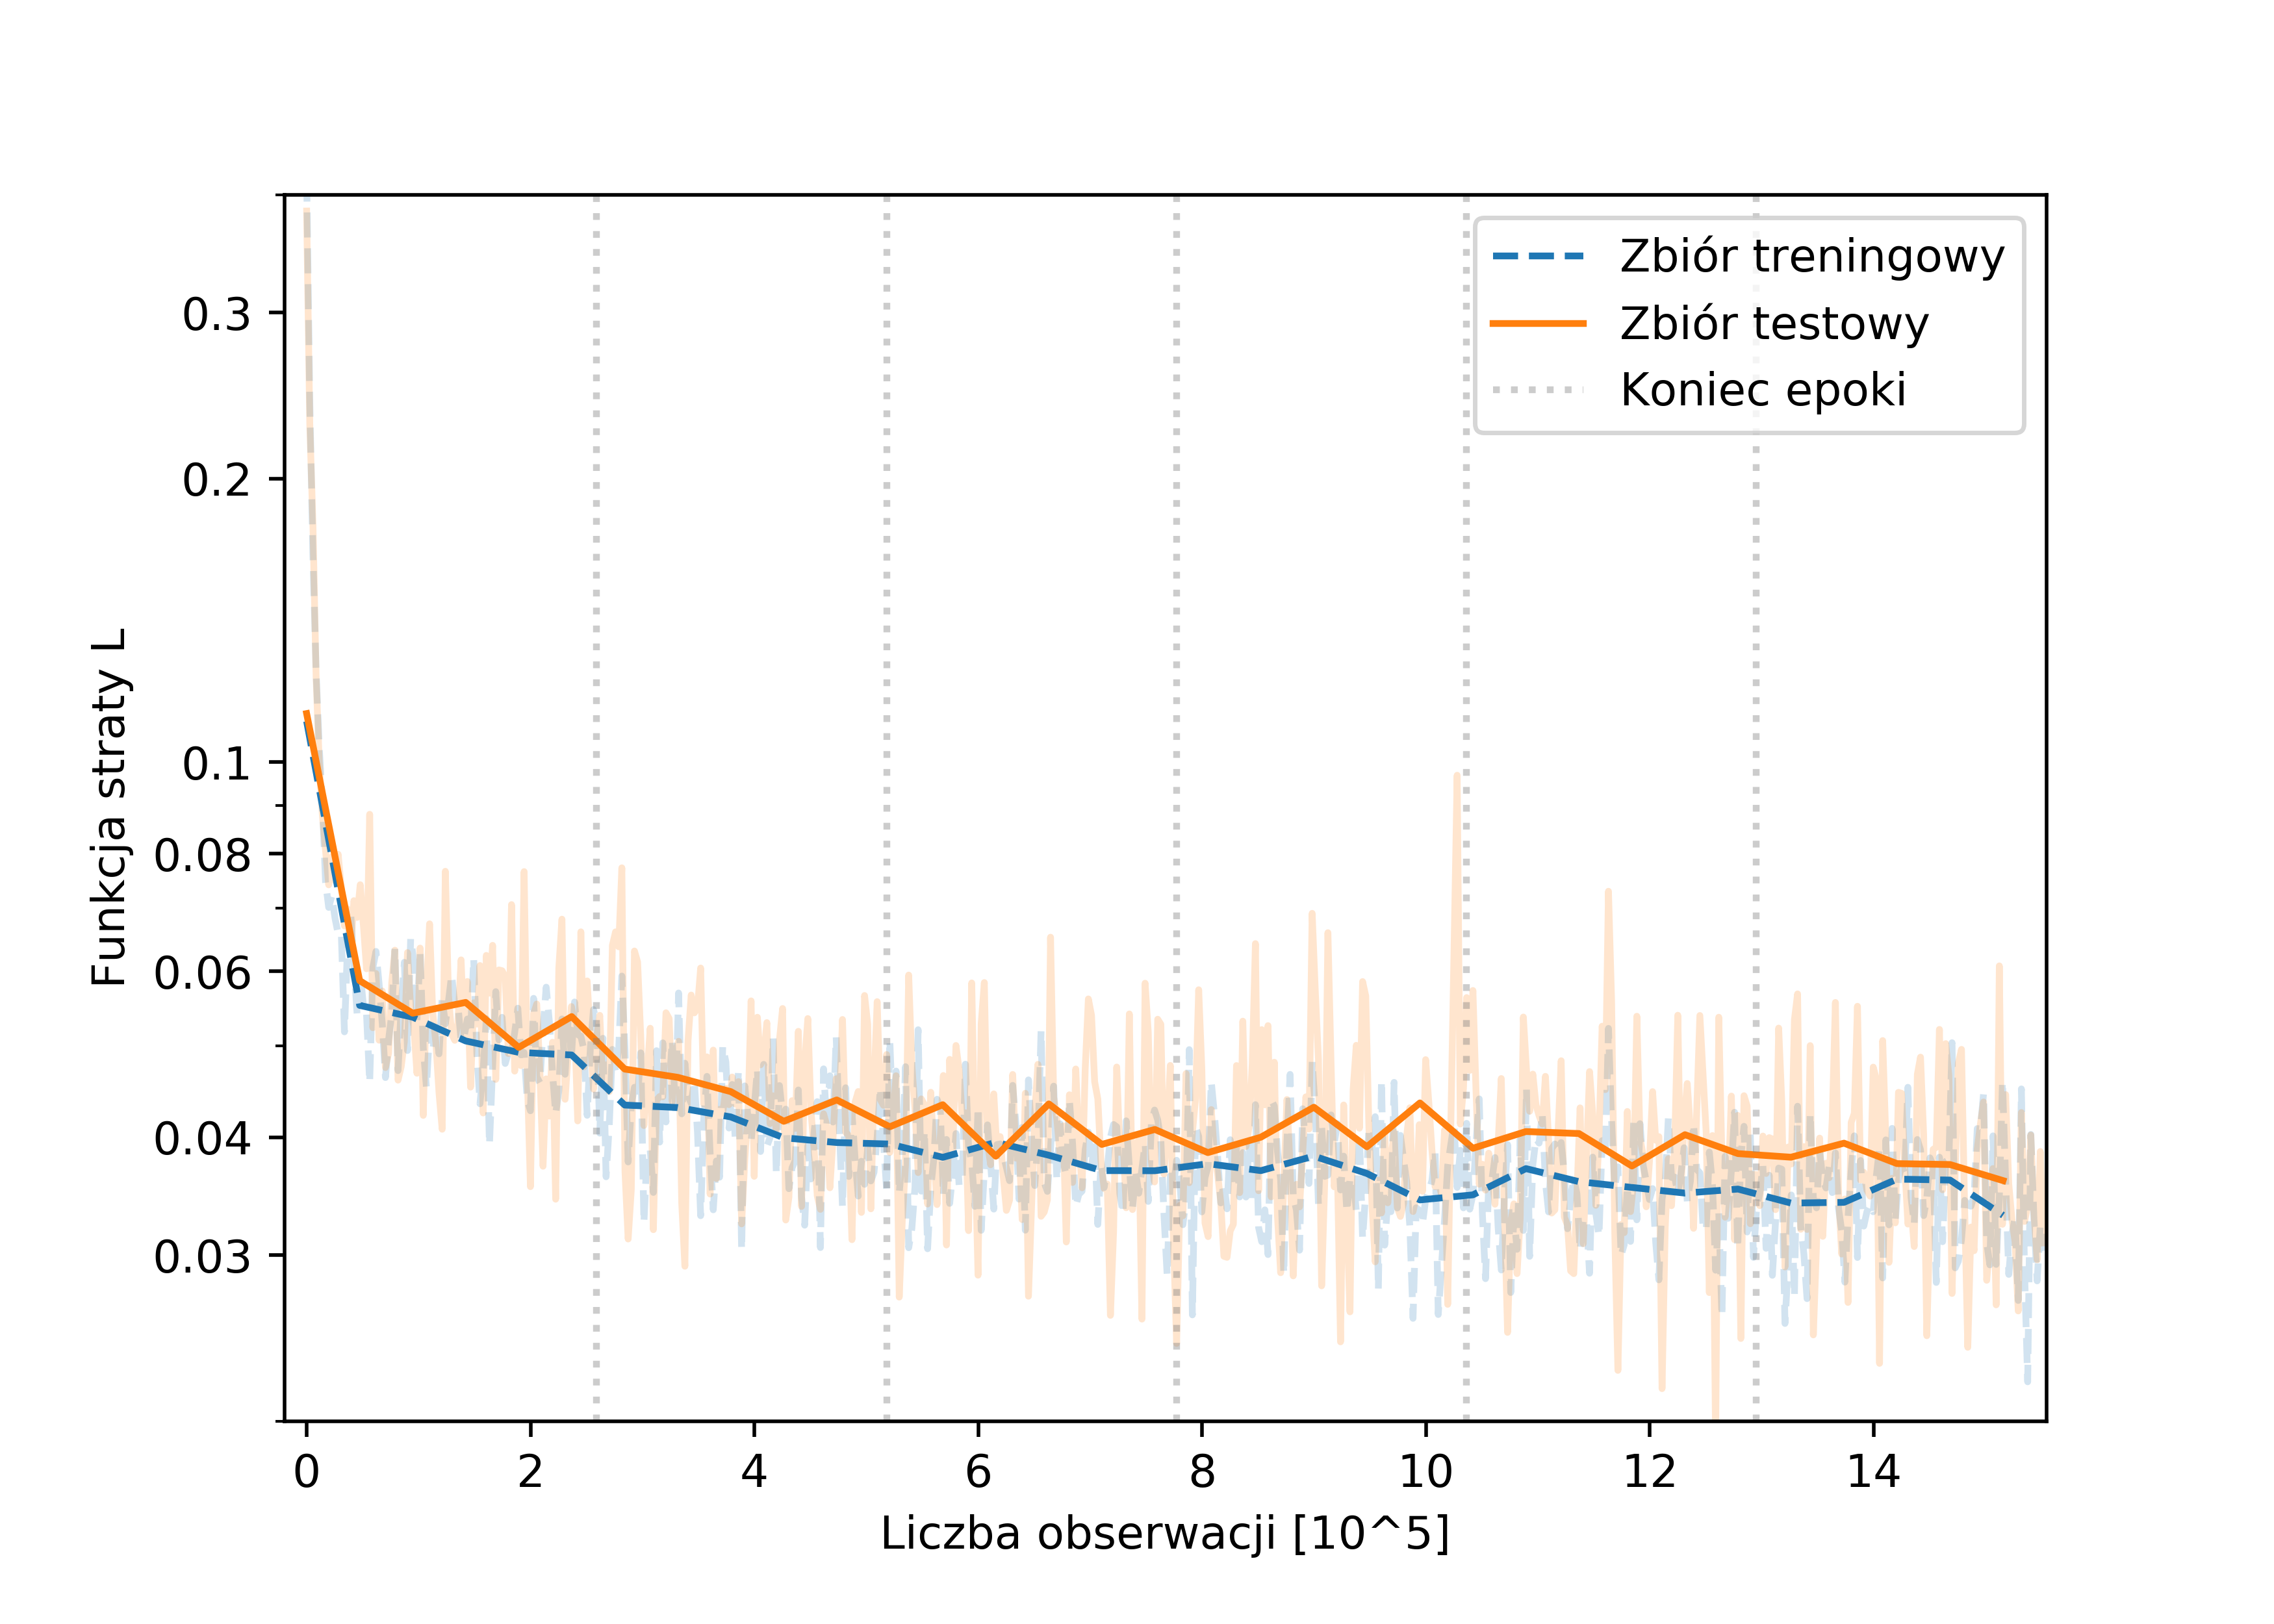 Zbiór treningowy
Zbiór testowy
Koniec epoki
0.3
0.2
0.1
0.08
0.06
0.04
0.03
Funkcja straty L
0 2 4 6 8 10 12 14
Liczba obserwacji [10^5]